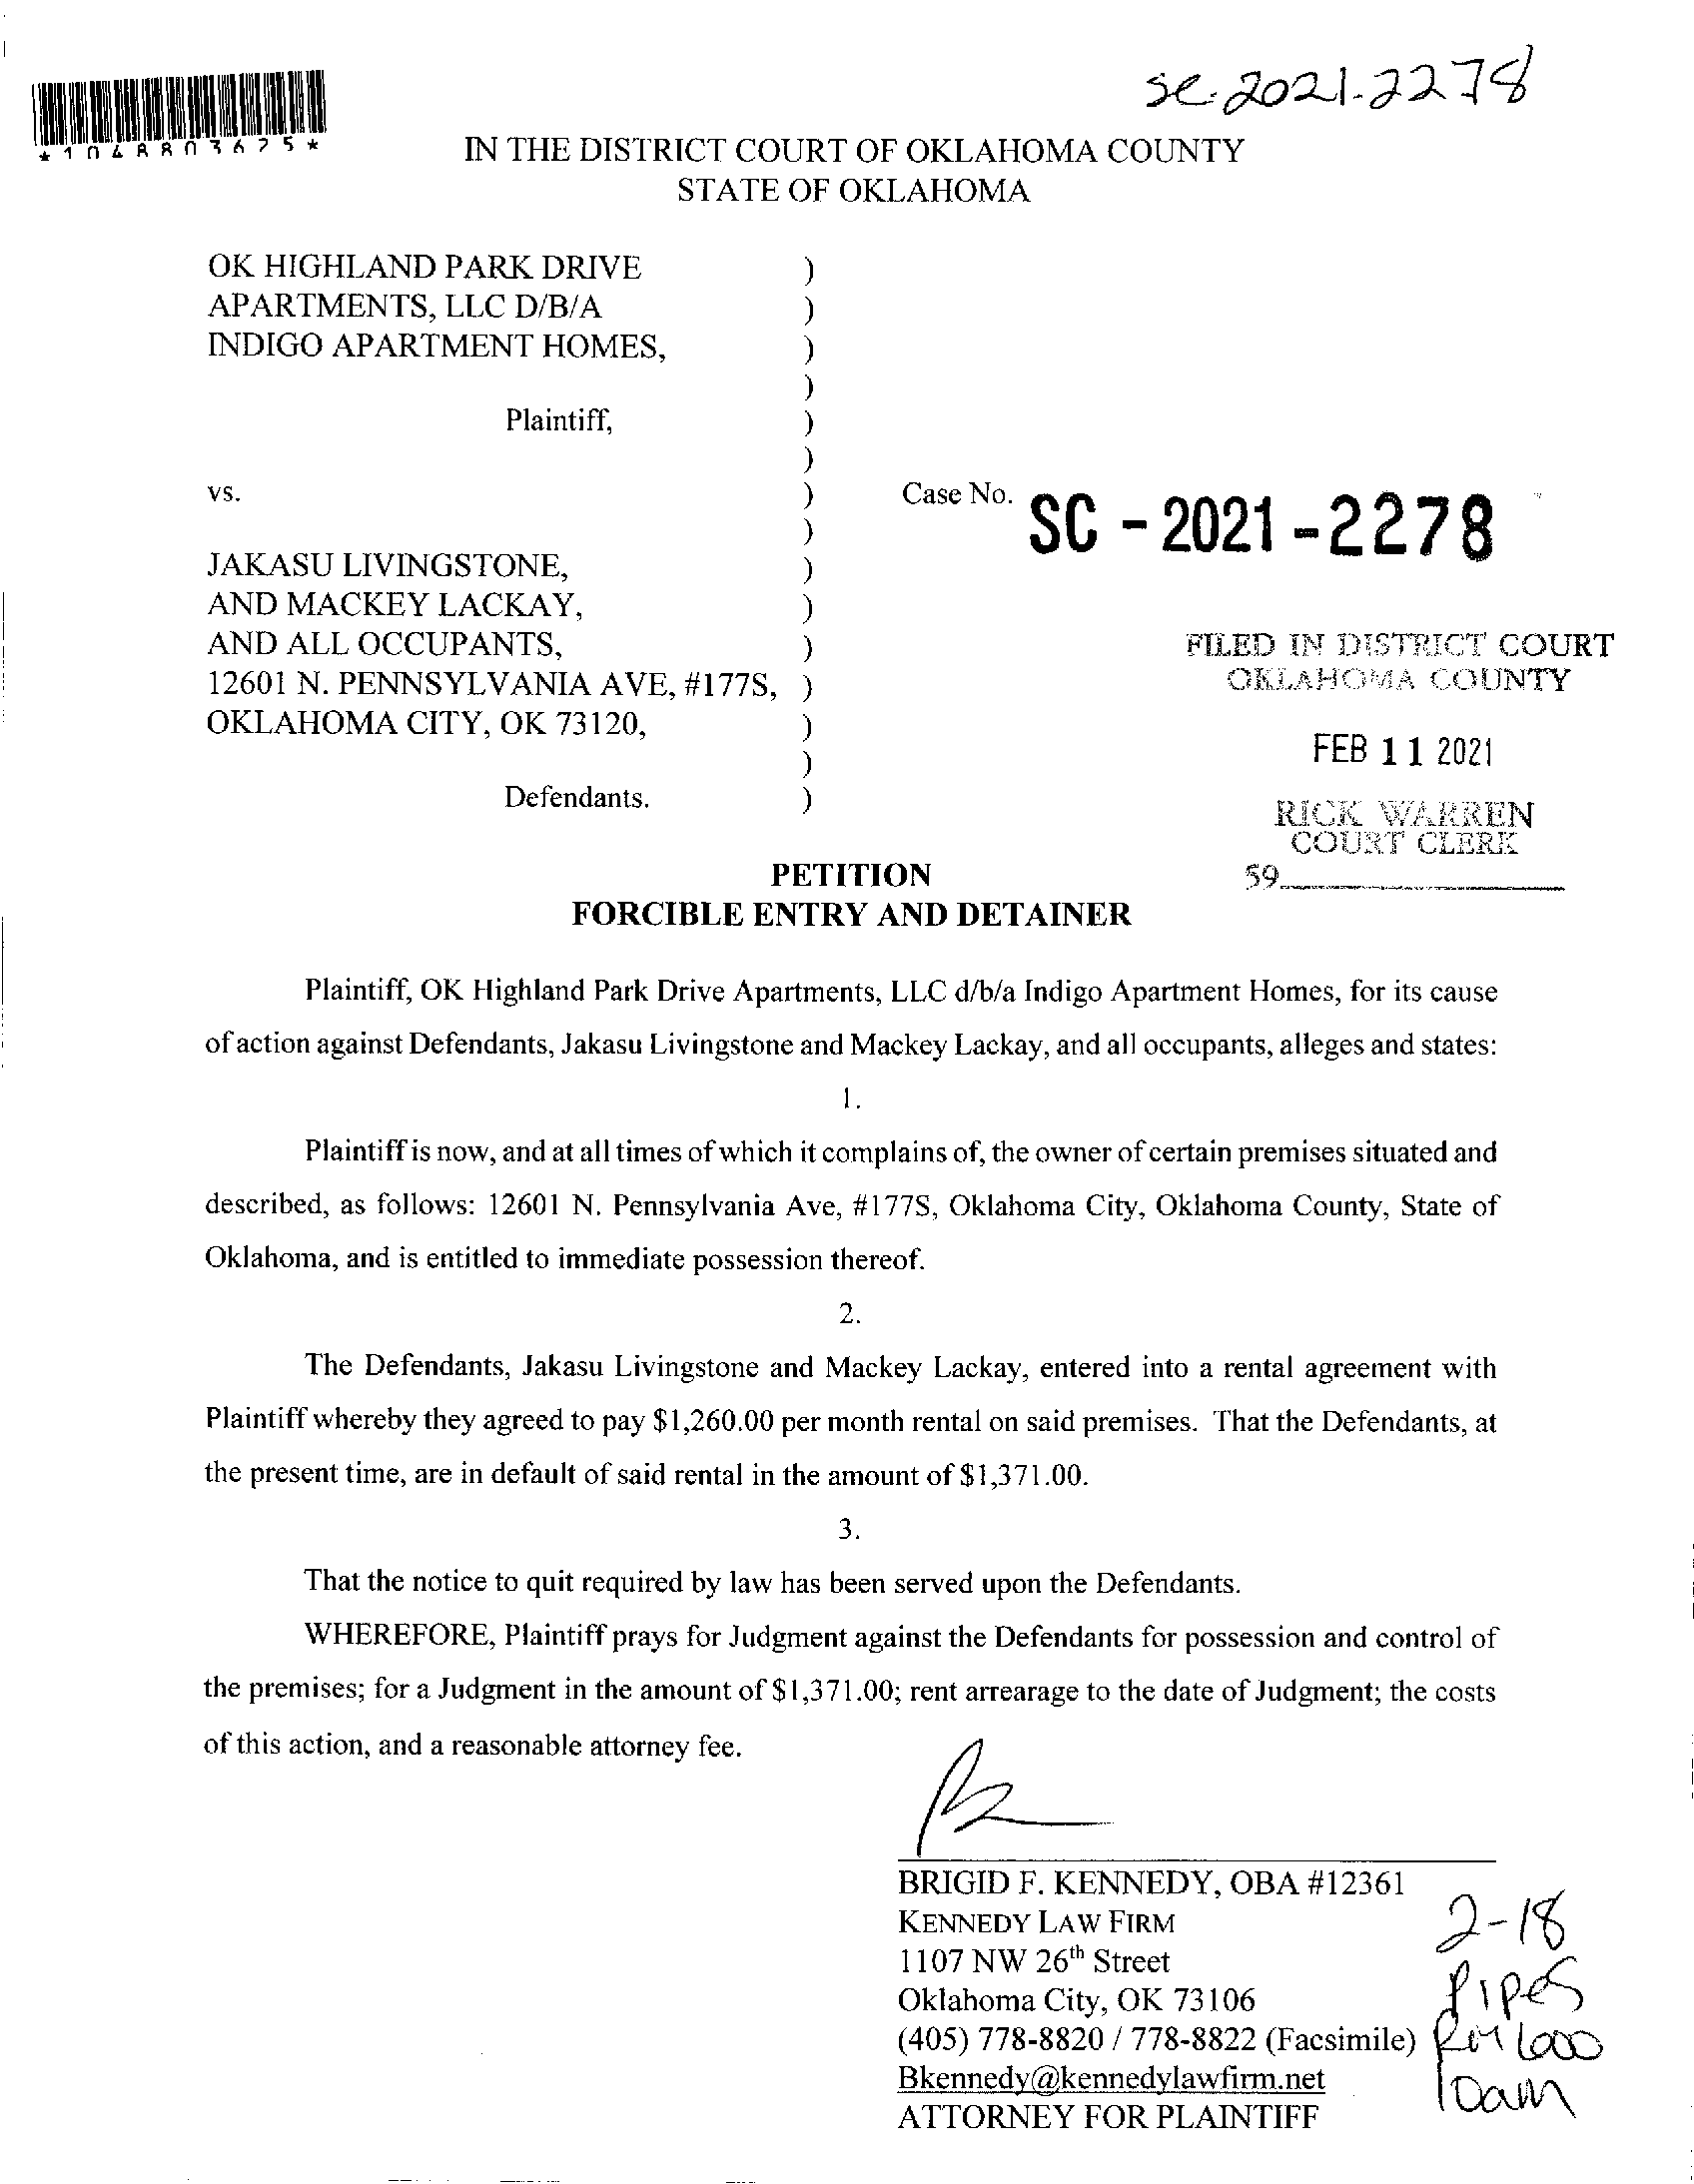 sc-2021-2278
*1048803675*
IN THE DISTRICT COURT OF OKLAHOMA COUNTY
STATE OF OKLAHOMA
OK HIGHLAND PARK DRIVE )
APARTMENTS, LLC D/B/A )
INDIGO APARTMENT HOMES, )
)
Plaintiff, )
)
vs. ) Case No. SC - 2021 - 2278
)
JAKASU LIVINGSTONE, )
AND MACKEY LACKAY, )
AND ALL OCCUPANTS, )
12601 N. PENNSYLVANIA AVE, #177S, )
OKLAHOMA CITY, OK 73120, )
)
Defendants. )
FILED IN DISTRICT COURT
OKLAHOMA COUNTY
FEB 11 2021
RICK WARREN
COURT CLERK
59
PETITION
FORCIBLE ENTRY AND DETAINER
Plaintiff, OK Highland Park Drive Apartments, LLC d/b/a Indigo Apartment Homes, for its cause
of action against Defendants, Jakasu Livingstone and Mackey Lackay, and all occupants, alleges and states:
1.
Plaintiff is now, and at all times of which it complains of, the owner of certain premises situated and
described, as follows: 12601 N. Pennsylvania Ave, #177S, Oklahoma City, Oklahoma County, State of
Oklahoma, and is entitled to immediate possession thereof.
2.
The Defendants, Jakasu Livingstone and Mackey Lackay, entered into a rental agreement with
Plaintiff whereby they agreed to pay $1,260.00 per month rental on said premises. That the Defendants, at
the present time, are in default of said rental in the amount of $1,371.00.
3.
That the notice to quit required by law has been served upon the Defendants.
WHEREFORE, Plaintiff prays for Judgment against the Defendants for possession and control of
the premises; for a Judgment in the amount of $1,371.00; rent arrearage to the date of Judgment; the costs
of this action, and a reasonable attorney fee.
BRIGID F. KENNEDY, OBA #12361
KENNEDY LAW FIRM
1107 NW 26th Street
Oklahoma City, OK 73106
(405) 778-8820 / 778-8822 (Facsimile)
Bkennedy@kennedylawfirm.net
ATTORNEY FOR PLAINTIFF
2-18
Pipes
10am